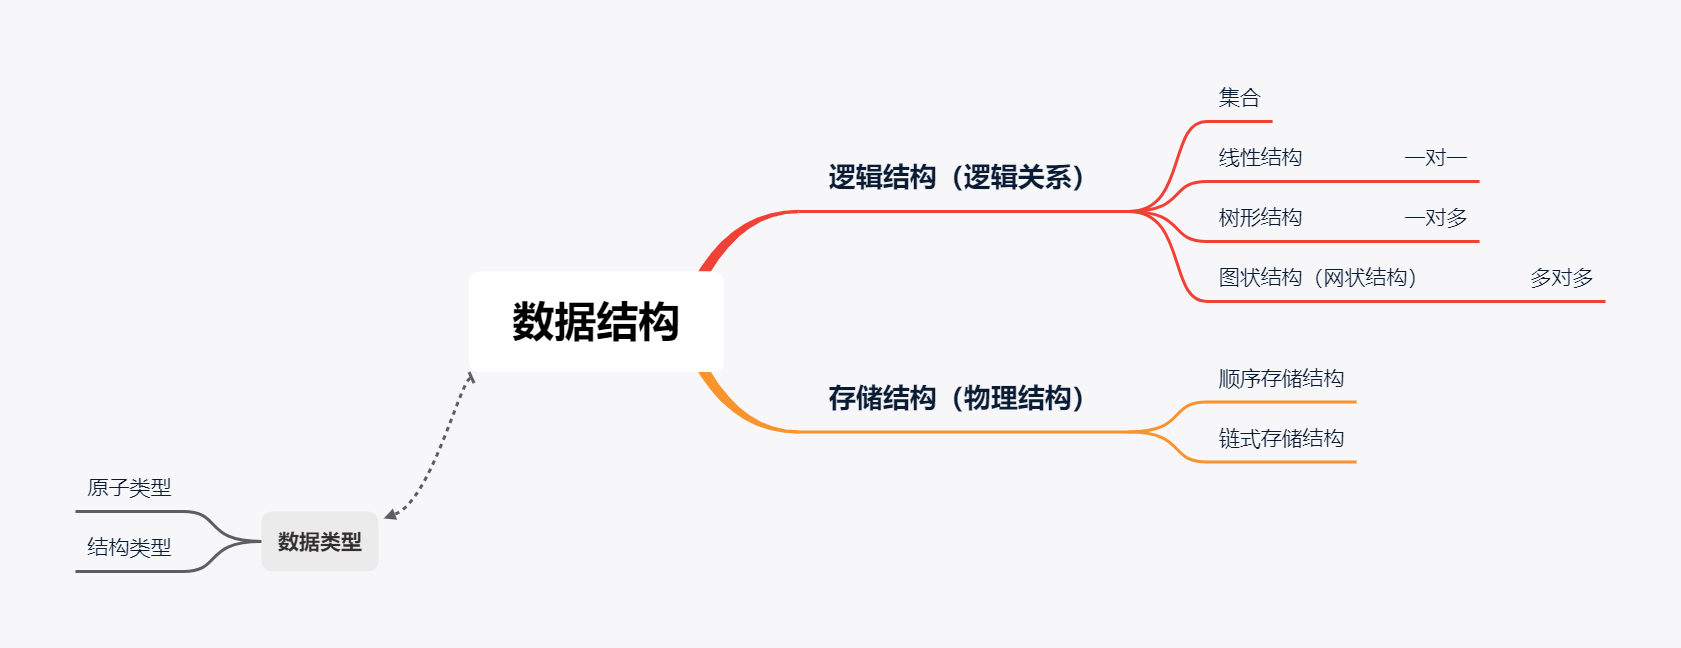 数据结构
逻辑结构（逻辑关系）
集合
线性结构 一对一
树形结构 一对多
图状结构（网状结构） 多对多
存储结构（物理结构）
顺序存储结构
链式存储结构
数据类型
原子类型
结构类型